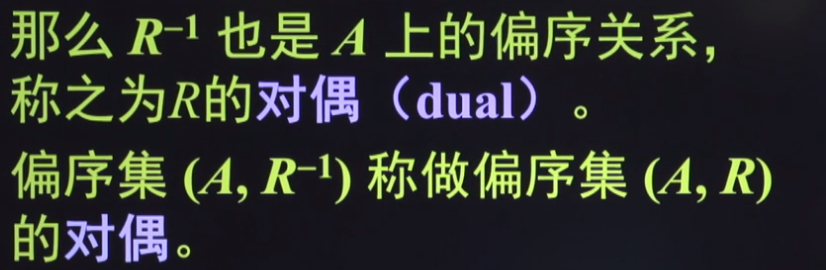 那么 R⁻¹ 也是 A 上的偏序关系，
称之为R的对偶（dual）。
偏序集 (A, R⁻¹) 称做偏序集 (A, R)
的对偶。